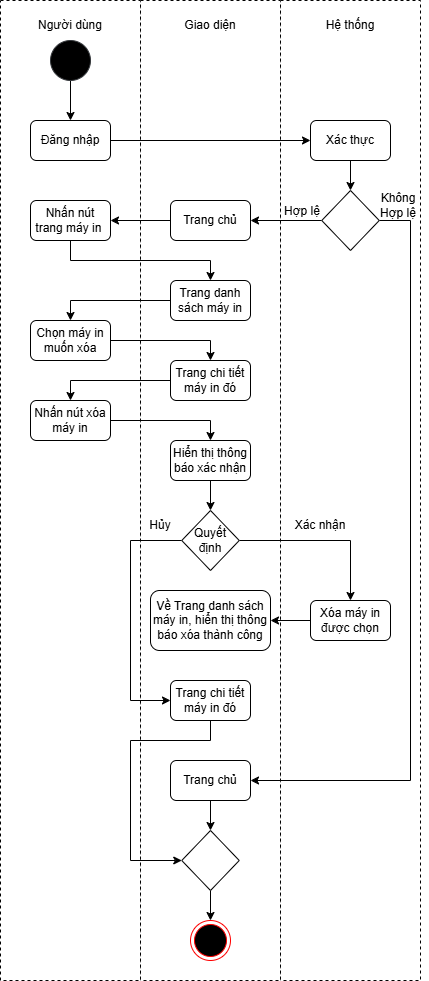 Người dùng
Giao diện
Hệ thống
Đăng nhập
Xác thực
Hợp lệ
Không
Hợp lệ
Trang chủ
Nhấn nút
trang máy in
Trang danh
sách máy in
Chọn máy in
muốn xóa
Trang chi tiết
máy in đó
Nhấn nút xóa
máy in
Hiển thị thông
báo xác nhận
Hủy
Quyết
định
Xác nhận
Về Trang danh sách
máy in, hiển thị thông
báo xóa thành công
Xóa máy in
được chọn
Trang chi tiết
máy in đó
Trang chủ